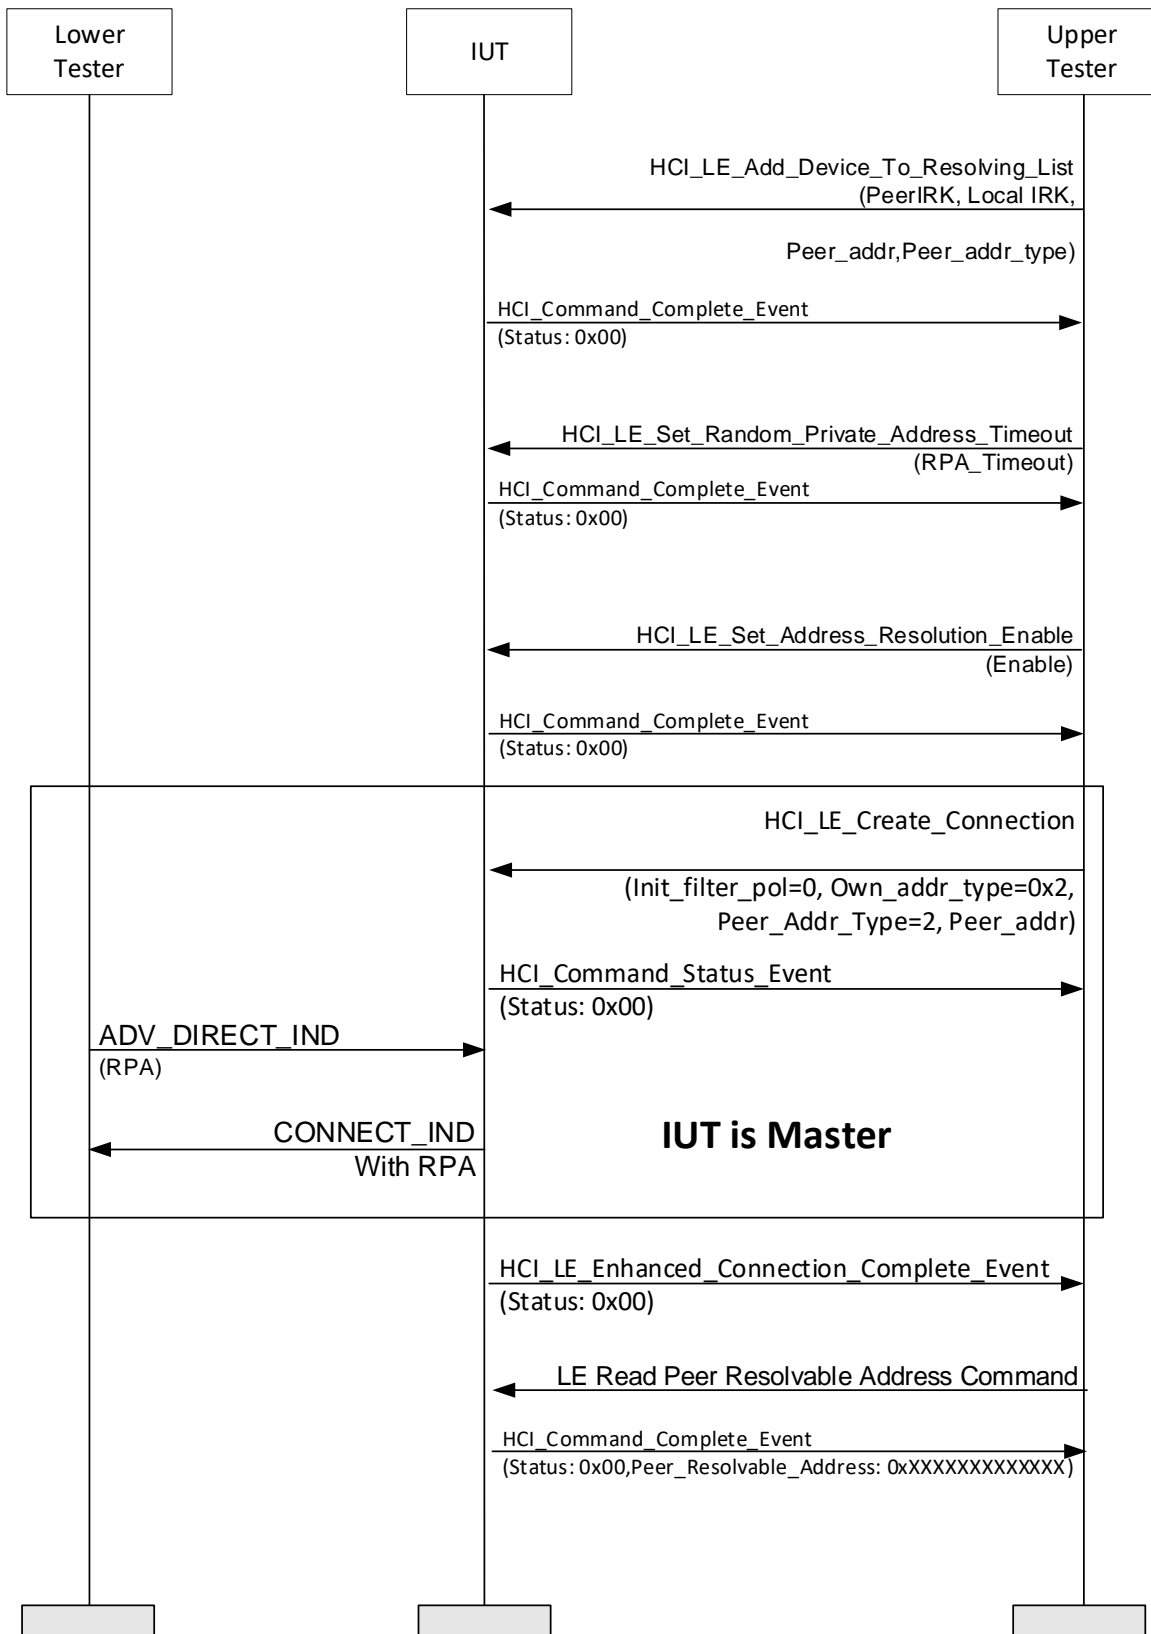 Lower
Tester
IUT
Upper
Tester
HCI_LE_Add_Device_To_Resolving_List
(PeerIRK, Local IRK,
Peer_addr,Peer_addr_type)
HCI_Command_Complete_Event
(Status: 0x00)
HCI_LE_Set_Random_Private_Address_Timeout
(RPA_Timeout)
HCI_Command_Complete_Event
(Status: 0x00)
HCI_LE_Set_Address_Resolution_Enable
(Enable)
HCI_Command_Complete_Event
(Status: 0x00)
HCI_LE_Create_Connection
(Init_filter_pol=0, Own_addr_type=0x2,
Peer_Addr_Type=2, Peer_addr)
HCI_Command_Status_Event
(Status: 0x00)
ADV_DIRECT_IND
(RPA)
CONNECT_IND
With RPA
IUT is Master
HCI_LE_Enhanced_Connection_Complete_Event
(Status: 0x00)
LE Read Peer Resolvable Address Command
HCI_Command_Complete_Event
(Status: 0x00,Peer_Resolvable_Address: 0xXXXXXXXXXXXXX)